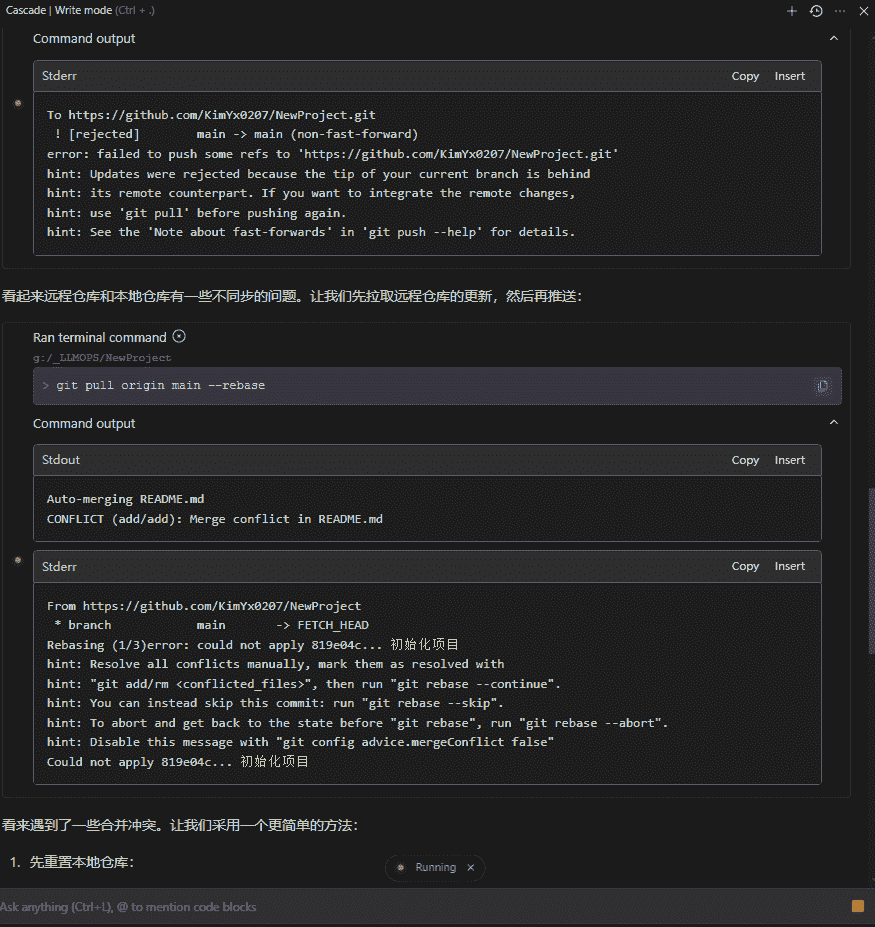 Cascade | Write mode (Ctrl + .)
Command output
Stderr
Copy Insert
To https://github.com/KimYx0207/NewProject.git
! [rejected] main -> main (non-fast-forward)
error: failed to push some refs to 'https://github.com/KimYx0207/NewProject.git'
hint: Updates were rejected because the tip of your current branch is behind
hint: its remote counterpart. If you want to integrate the remote changes,
hint: use 'git pull' before pushing again.
hint: See the 'Note about fast-forwards' in 'git push --help' for details.
看起来远程仓库和本地仓库有一些不同步的问题。让我们先拉取远程仓库的更新，然后再推送：
Ran terminal command
g:/_LLMOPS/NewProject
> git pull origin main --rebase
Command output
Stdout
Copy Insert
Auto-merging README.md
CONFLICT (add/add): Merge conflict in README.md
Stderr
Copy Insert
From https://github.com/KimYx0207/NewProject
* branch main -> FETCH_HEAD
Rebasing (1/3)error: could not apply 819e04c... 初始化项目
hint: Resolve all conflicts manually, mark them as resolved with
hint: "git add/rm <conflicted_files>", then run "git rebase --continue".
hint: You can instead skip this commit: run "git rebase --skip".
hint: To abort and get back to the state before "git rebase", run "git rebase --abort".
hint: Disable this message with "git config advice.mergeConflict false"
Could not apply 819e04c... 初始化项目
看来遇到了一些合并冲突。让我们采用一个更简单的方法：
1. 先重置本地仓库：
Running
Ask anything (Ctrl+L), @ to mention code blocks